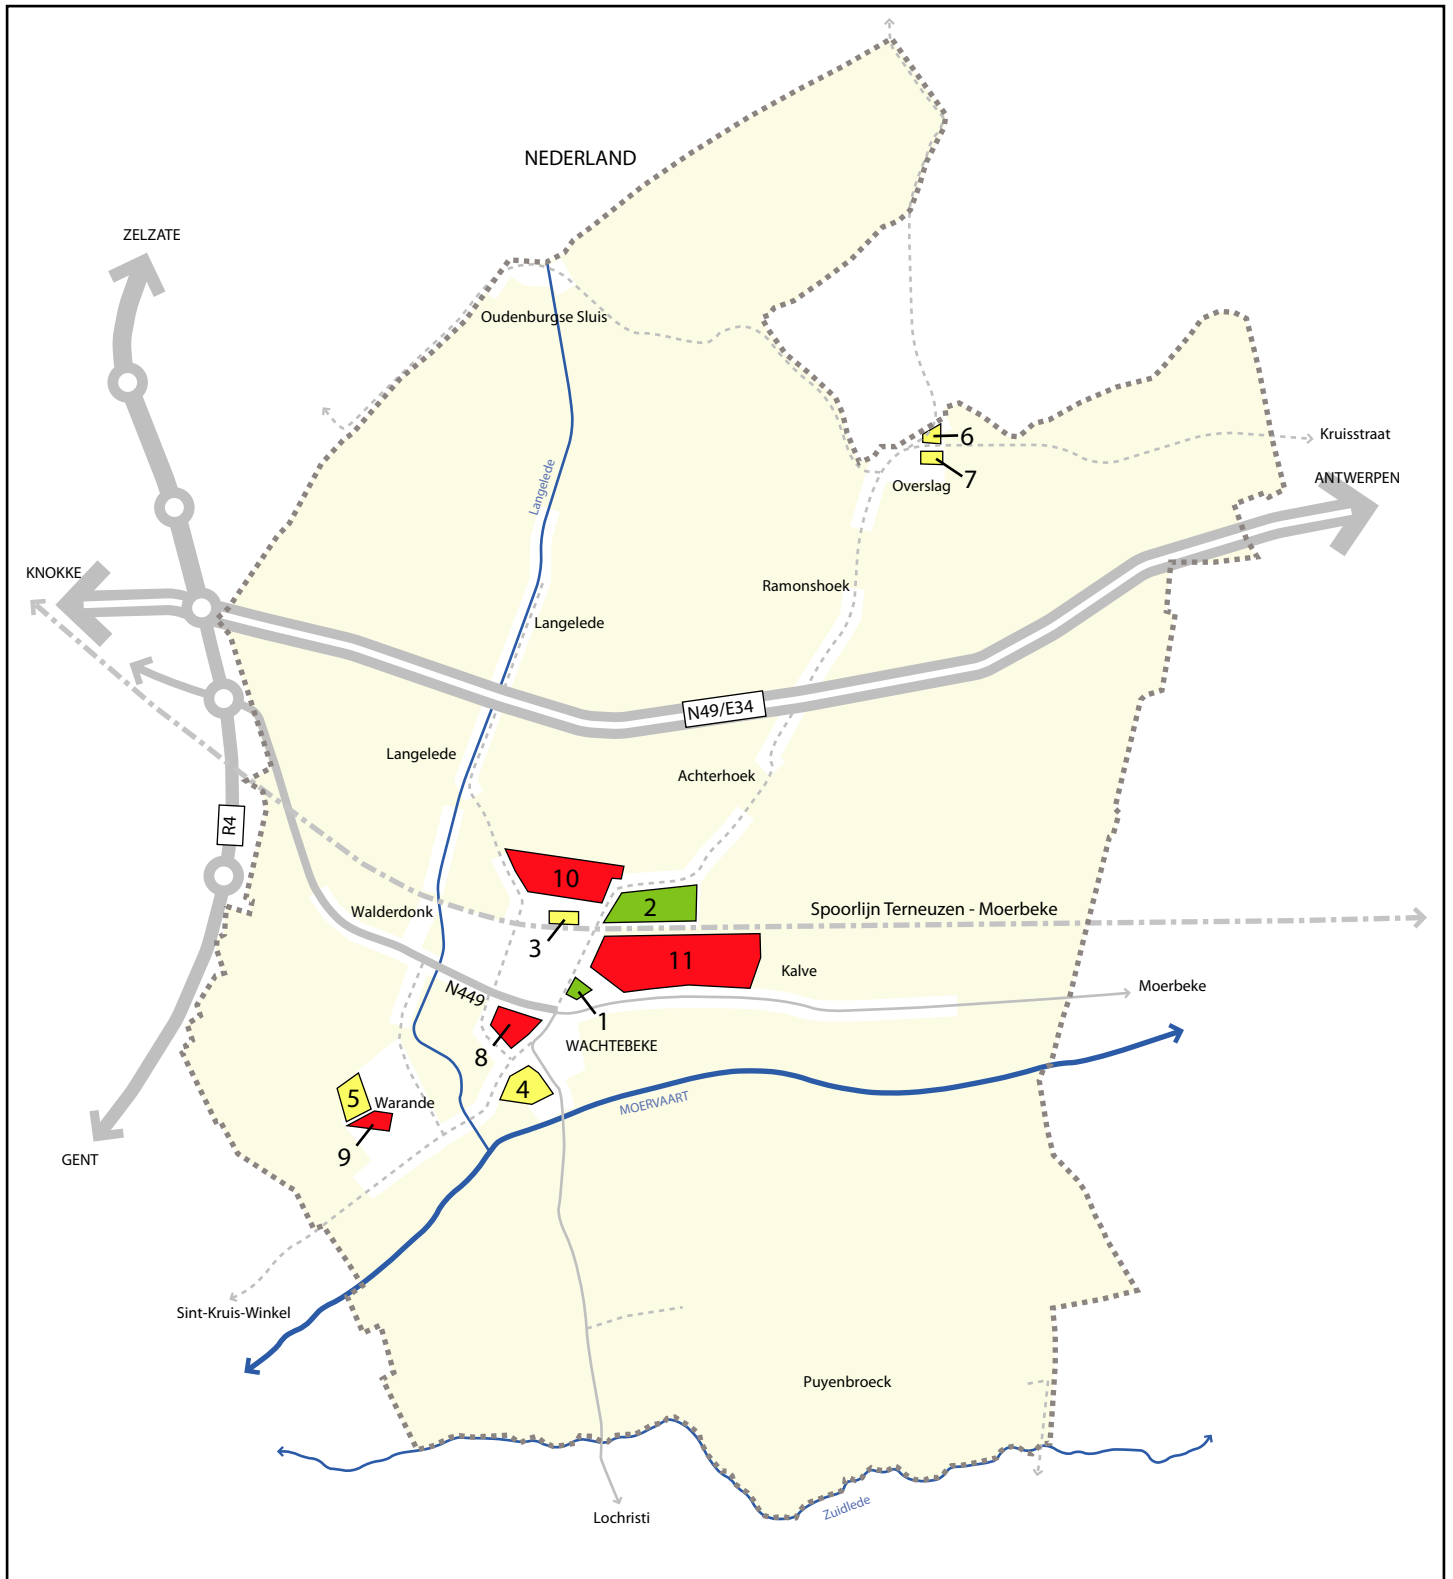 NEDERLAND
ZELZATE
Oudenburgse Sluis
6
Kruisstraat
7
ANTWERPEN
Overslag
Langelede
KNOKKE
Ramonshoek
Langelede
N49/E34
Langelede
Achterhoek
R4
10
2
Walderdonk
Spoorlijn Terneuzen - Moerbeke
3
11
Kalve
N449
Moerbeke
1
8
WACHTEBEKE
4
5
Warande
MOERVAART
9
GENT
Sint-Kruis-Winkel
Puyenbroeck
Zuidlede
Lochristi